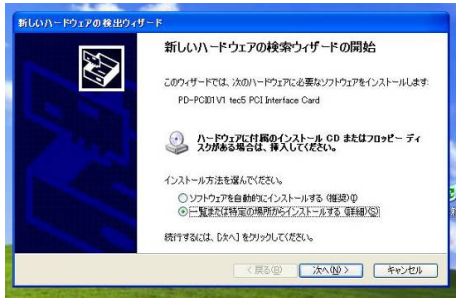 新しいハードウェアの検出ウィザード
新しいハードウェアの検索ウィザードの開始
このウィザードでは、次のハードウェアに必要なソフトウェアをインストールします:
PD-PCI01 V1 tec5 PCI Interface Card
ハードウェアに付属のインストール CD またはフロッピー ディ
スクがある場合は、挿入してください。
インストール方法を選んでください。
ソフトウェアを自動的にインストールする (推奨)(I)
一覧または特定の場所からインストールする (詳細)(S)
続行するには、[次へ] をクリックしてください。
< 戻る(B) 次へ(N) > キャンセル